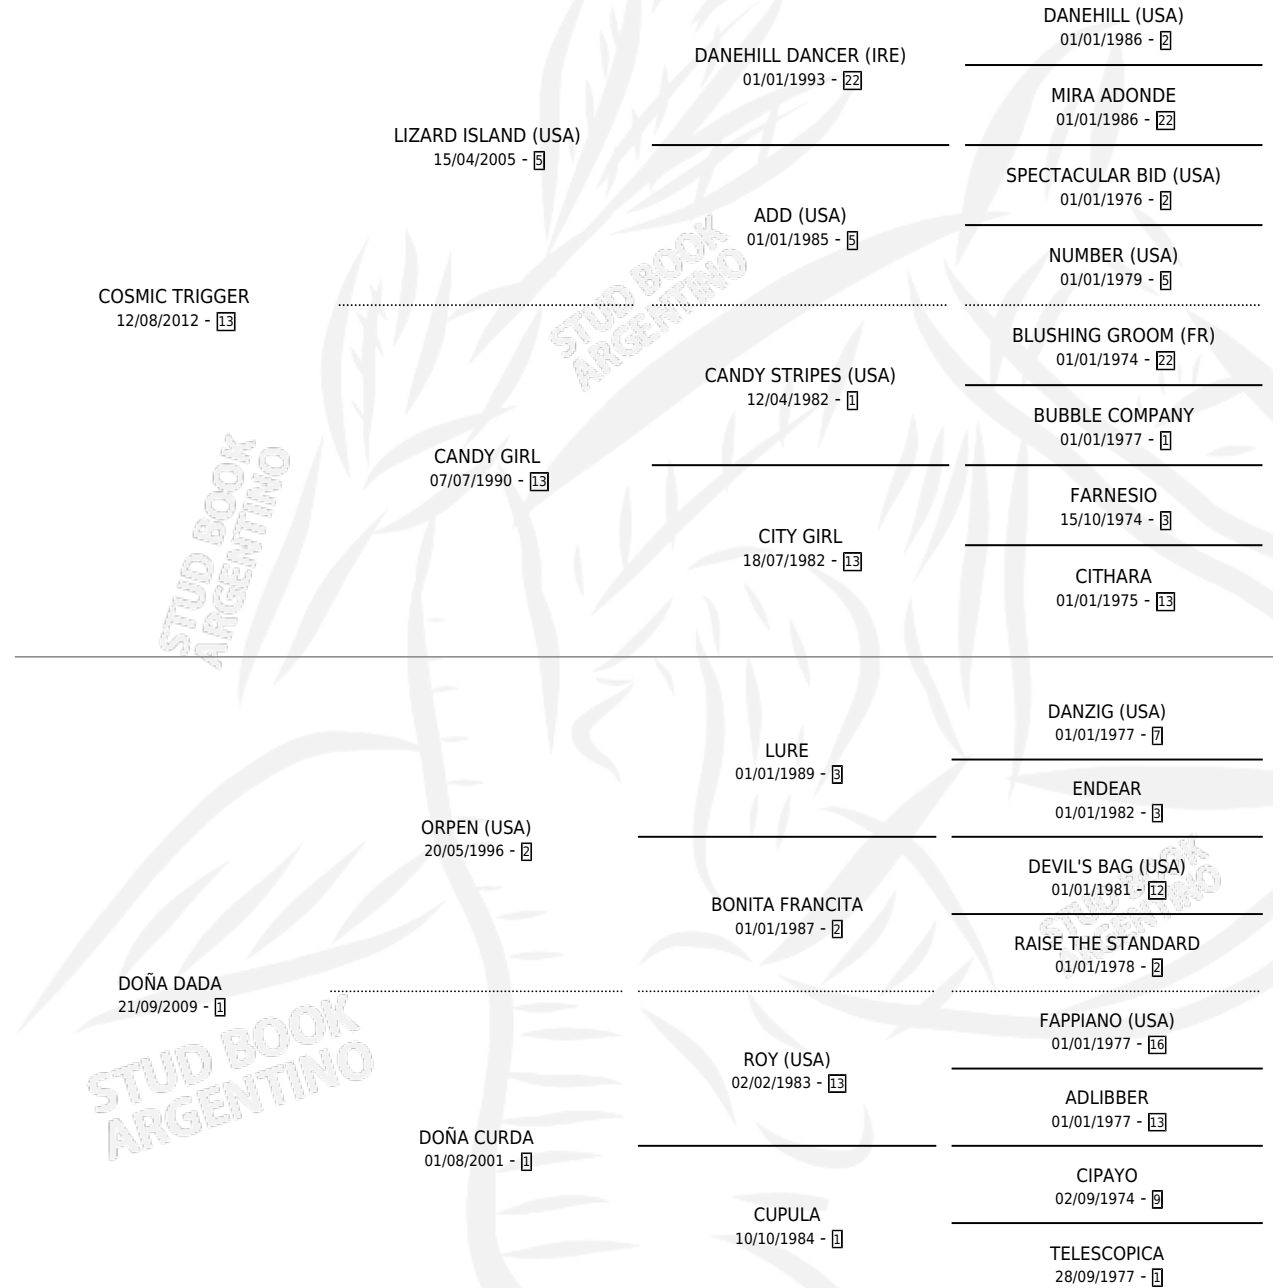 DANEHILL (USA)
01/01/1986 - 2
DANEHILL DANCER (IRE)
01/01/1993 - 22
MIRA ADONDE
01/01/1986 - 22
LIZARD ISLAND (USA)
15/04/2005 - 5
SPECTACULAR BID (USA)
01/01/1976 - 2
ADD (USA)
01/01/1985 - 5
NUMBER (USA)
01/01/1979 - 5
COSMIC TRIGGER
12/08/2012 - 13
BLUSHING GROOM (FR)
01/01/1974 - 22
CANDY STRIPES (USA)
12/04/1982 - 1
BUBBLE COMPANY
01/01/1977 - 1
CANDY GIRL
07/07/1990 - 13
FARNESIO
15/10/1974 - 3
CITY GIRL
18/07/1982 - 13
CITHARA
01/01/1975 - 13
DANZIG (USA)
01/01/1977 - 7
LURE
01/01/1989 - 3
ENDEAR
01/01/1982 - 3
ORPEN (USA)
20/05/1996 - 2
DEVIL'S BAG (USA)
01/01/1981 - 12
BONITA FRANCITA
01/01/1987 - 2
RAISE THE STANDARD
01/01/1978 - 2
DOÑA DADA
21/09/2009 - 1
FAPPIANO (USA)
01/01/1977 - 16
ROY (USA)
02/02/1983 - 13
ADLIBBER
01/01/1977 - 13
DOÑA CURDA
01/08/2001 - 1
CIPAYO
02/09/1974 - 9
CUPULA
10/10/1984 - 1
TELESCOPICA
28/09/1977 - 1
STUD BOOK
ARGENTINO
STUD BOOK
ARGENTINO
STUD BOOK
ARGENTINO
STUD BOOK
ARGENTINO